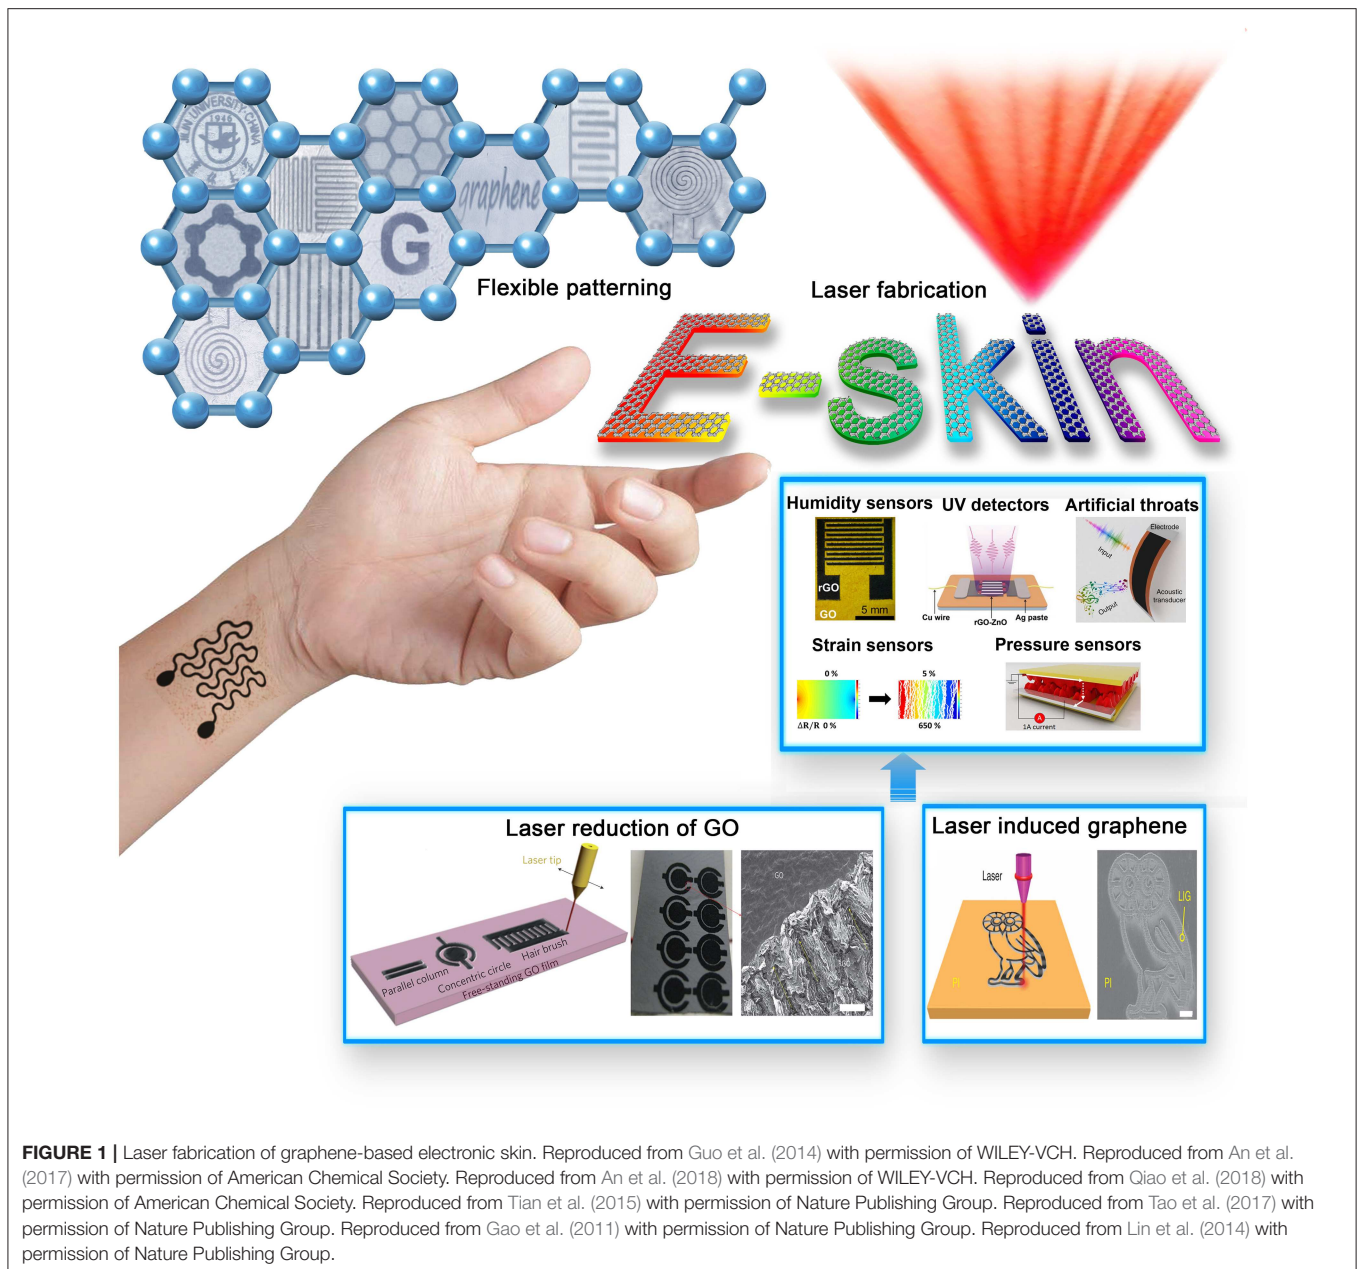 JILIN UNIVERSITY·CHINA
1946
graphene
G
Flexible patterning
Laser fabrication
E-skin
Humidity sensors
UV detectors
Artificial throats
rGO
GO
5 mm
Cu wire
rGO-ZnO
Ag paste
Input
Output
Electrode
Acoustic
transducer
Strain sensors
Pressure sensors
0 %
5 %
ΔR/R 0 %
650 %
A
1A current
Laser reduction of GO
Laser tip
Parallel column
Concentric circle
Hair brush
Free-standing GO film
GO
Laser induced graphene
Laser
PI
LIG
PI
FIGURE 1 | Laser fabrication of graphene-based electronic skin. Reproduced from Guo et al. (2014) with permission of WILEY-VCH. Reproduced from An et al.
(2017) with permission of American Chemical Society. Reproduced from An et al. (2018) with permission of WILEY-VCH. Reproduced from Qiao et al. (2018) with
permission of American Chemical Society. Reproduced from Tian et al. (2015) with permission of Nature Publishing Group. Reproduced from Tao et al. (2017) with
permission of Nature Publishing Group. Reproduced from Gao et al. (2011) with permission of Nature Publishing Group. Reproduced from Lin et al. (2014) with
permission of Nature Publishing Group.